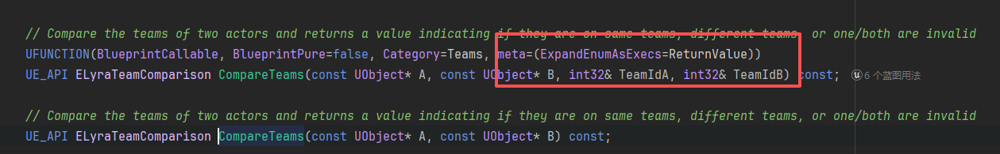 // Compare the teams of two actors and returns a value indicating if they are on same teams, different teams, or one/both are invalid
UFUNCTION(BlueprintCallable, BlueprintPure=false, Category=Teams, meta=(ExpandEnumAsExecs=ReturnValue))
UE_API ELyraTeamComparison CompareTeams(const UObject* A, const UObject* B, int32& TeamIdA, int32& TeamIdB) const; 6 个蓝图用法
// Compare the teams of two actors and returns a value indicating if they are on same teams, different teams, or one/both are invalid
UE_API ELyraTeamComparison CompareTeams(const UObject* A, const UObject* B) const;